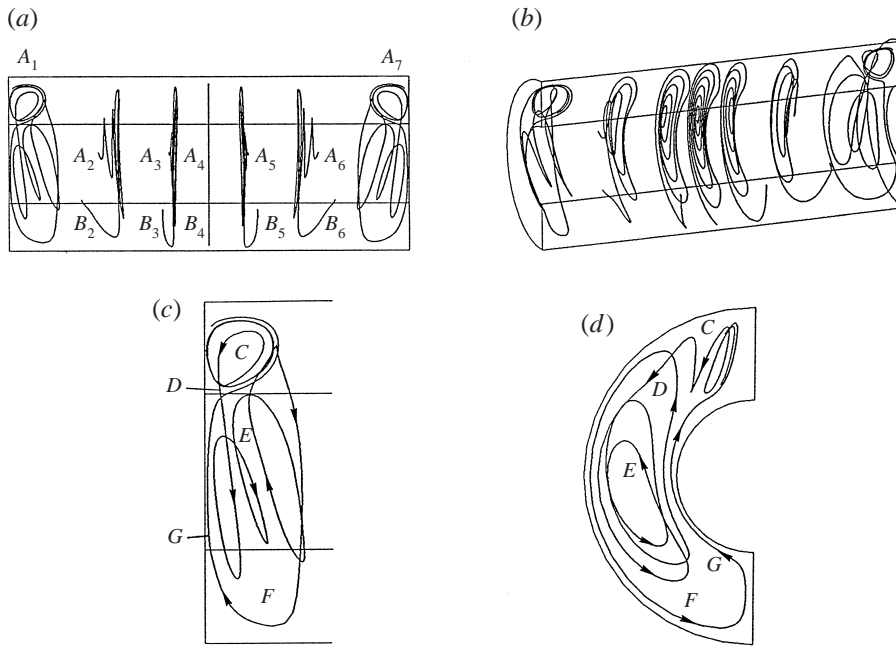 (a)
(b)
A₁ A₇
A₂ A₃ A₄ A₅ A₆
B₂ B₃ B₄ B₅ B₆
(c)
(d)
C
D
E
G
F
C
D
E
G
F